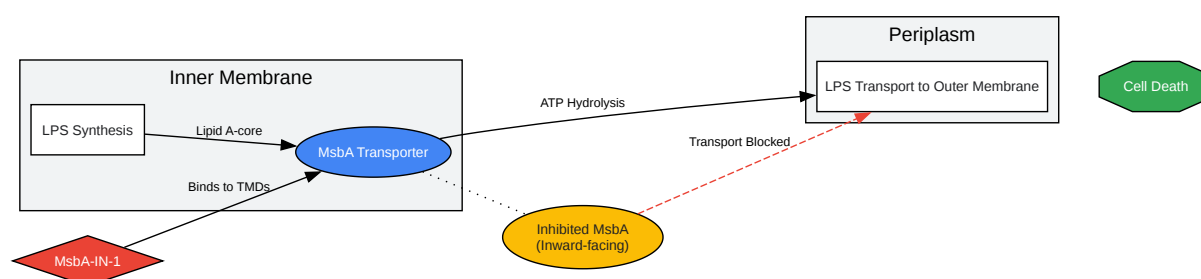 Periplasm
Inner Membrane
LPS Transport to Outer Membrane
Cell Death
ATP Hydrolysis
LPS Synthesis
Lipid A-core
MsbA Transporter
Transport Blocked
Binds to TMDs
Inhibited MsbA
(Inward-facing)
MsbA-IN-1